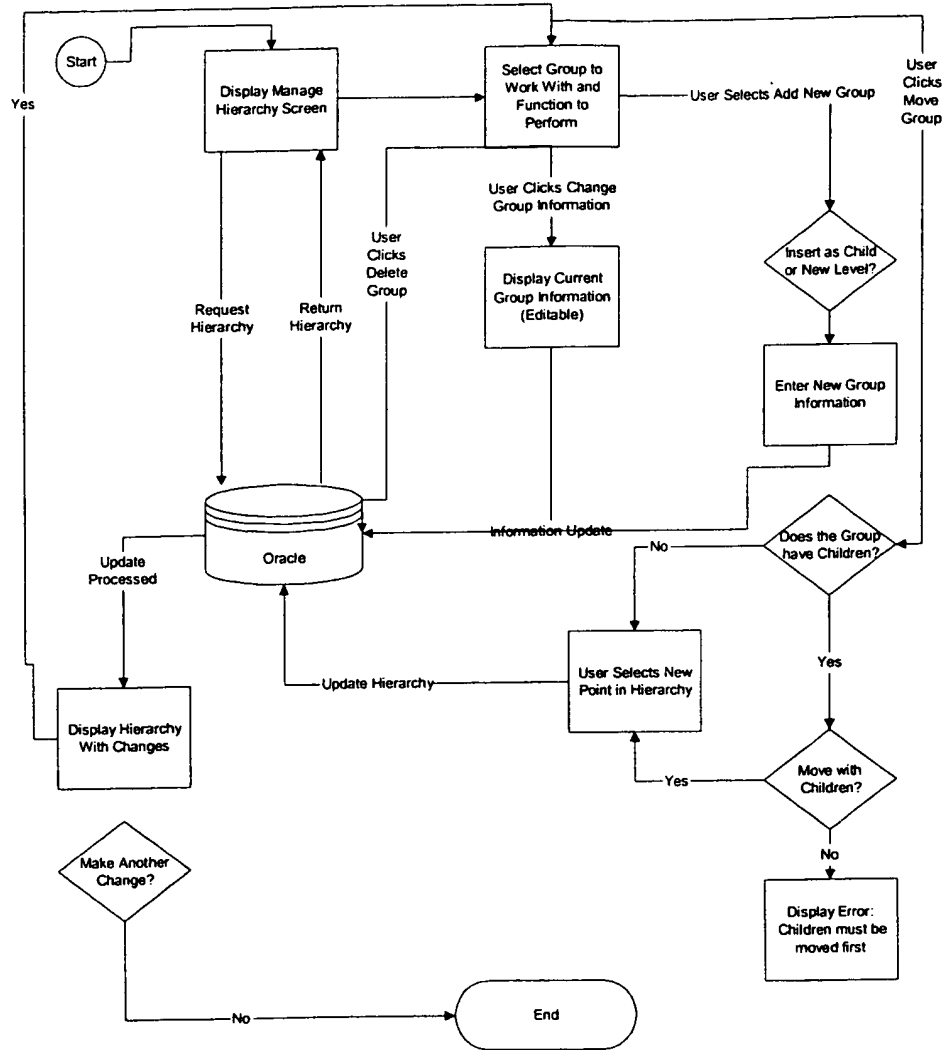 Start
Yes
Display Manage
Hierarchy Screen
Select Group to
Work With and
Function to
Perform
User Selects Add New Group
User
Clicks
Move
Group
User Clicks Change
Group Information
User
Clicks
Delete
Group
Insert as Child
or New Level?
Display Current
Group Information
(Editable)
Request
Hierarchy
Return
Hierarchy
Enter New Group
Information
Oracle
Information Update
Does the Group
have Children?
No
Update
Processed
Yes
User Selects New
Point in Hierarchy
Update Hierarchy
Display Hierarchy
With Changes
Move with
Children?
Yes
No
Make Another
Change?
Display Error:
Children must be
moved first
No
End